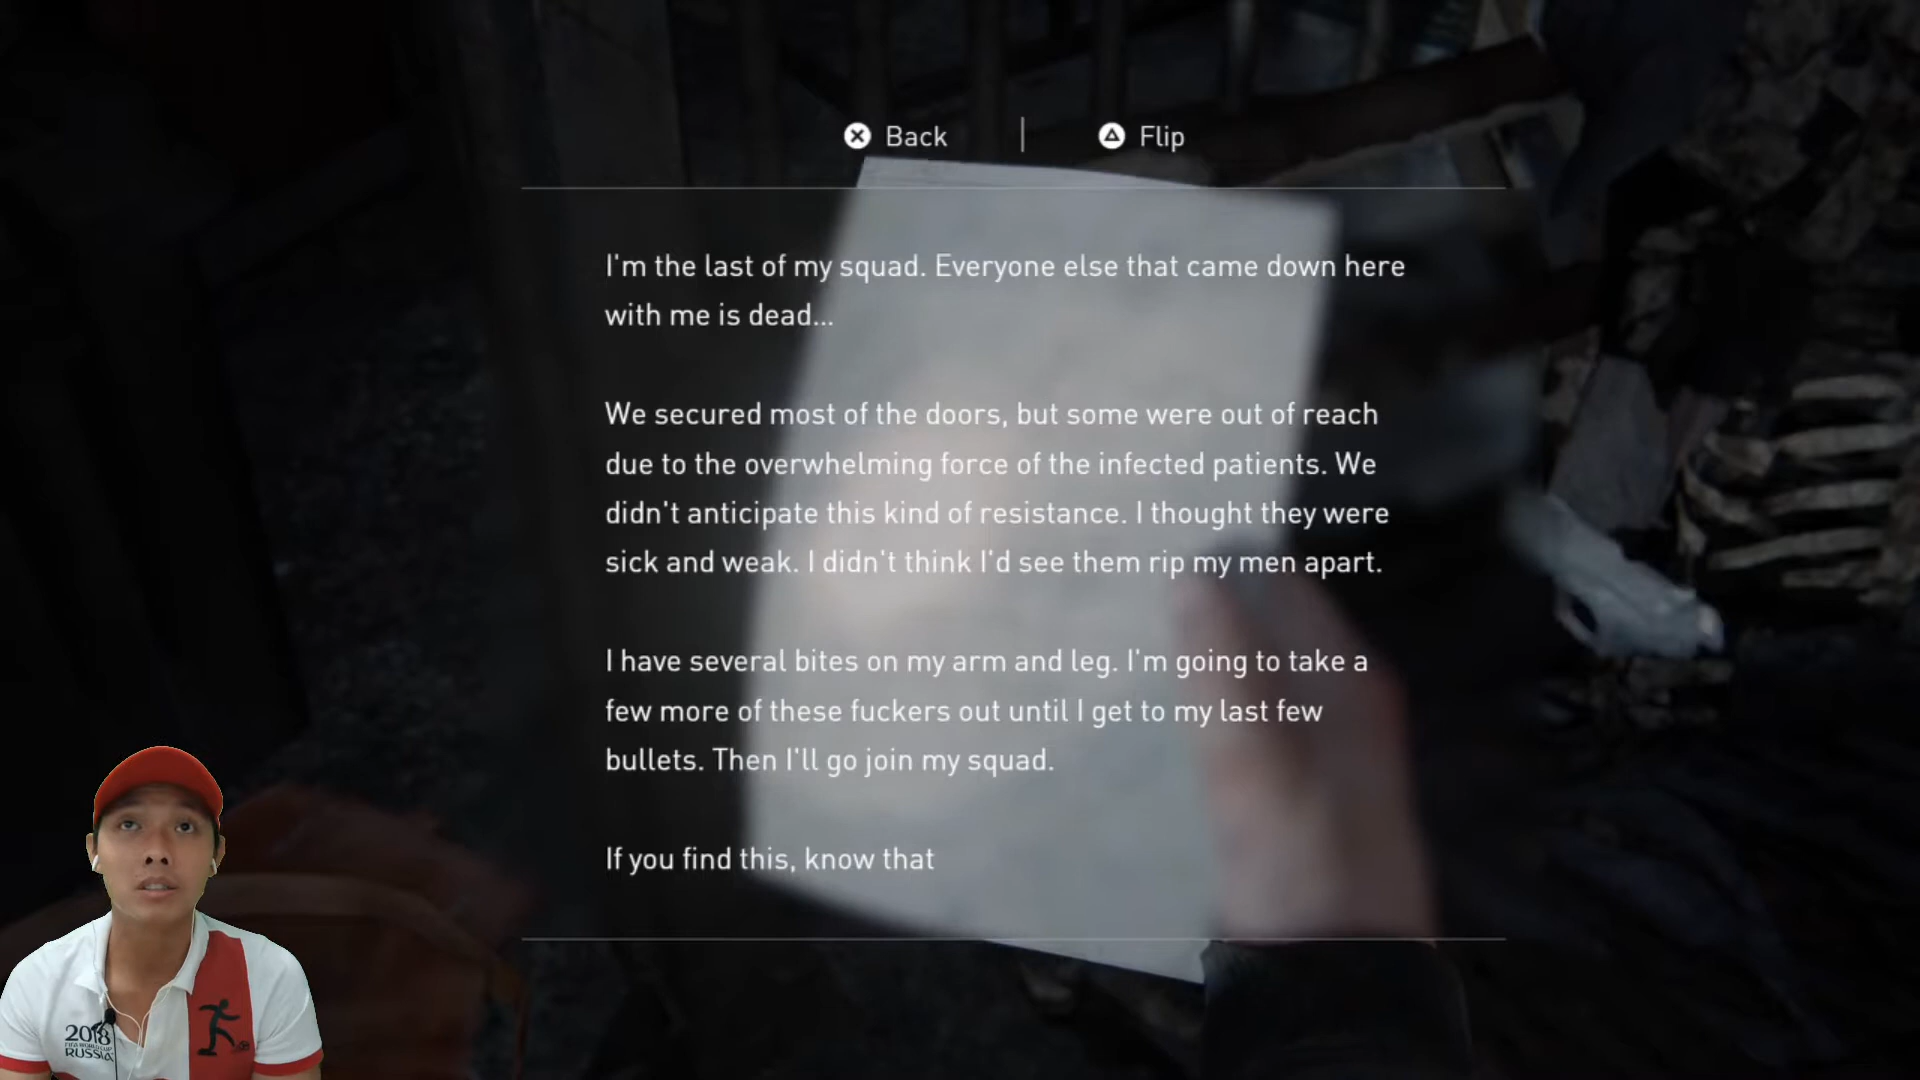 Back | Flip
I'm the last of my squad. Everyone else that came down here
with me is dead...
We secured most of the doors, but some were out of reach
due to the overwhelming force of the infected patients. We
didn't anticipate this kind of resistance. I thought they were
sick and weak. I didn't think I'd see them rip my men apart.
I have several bites on my arm and leg. I'm going to take a
few more of these fuckers out until I get to my last few
bullets. Then I'll go join my squad.
If you find this, know that
2018
FIFA WORLD CUP
RUSSIA